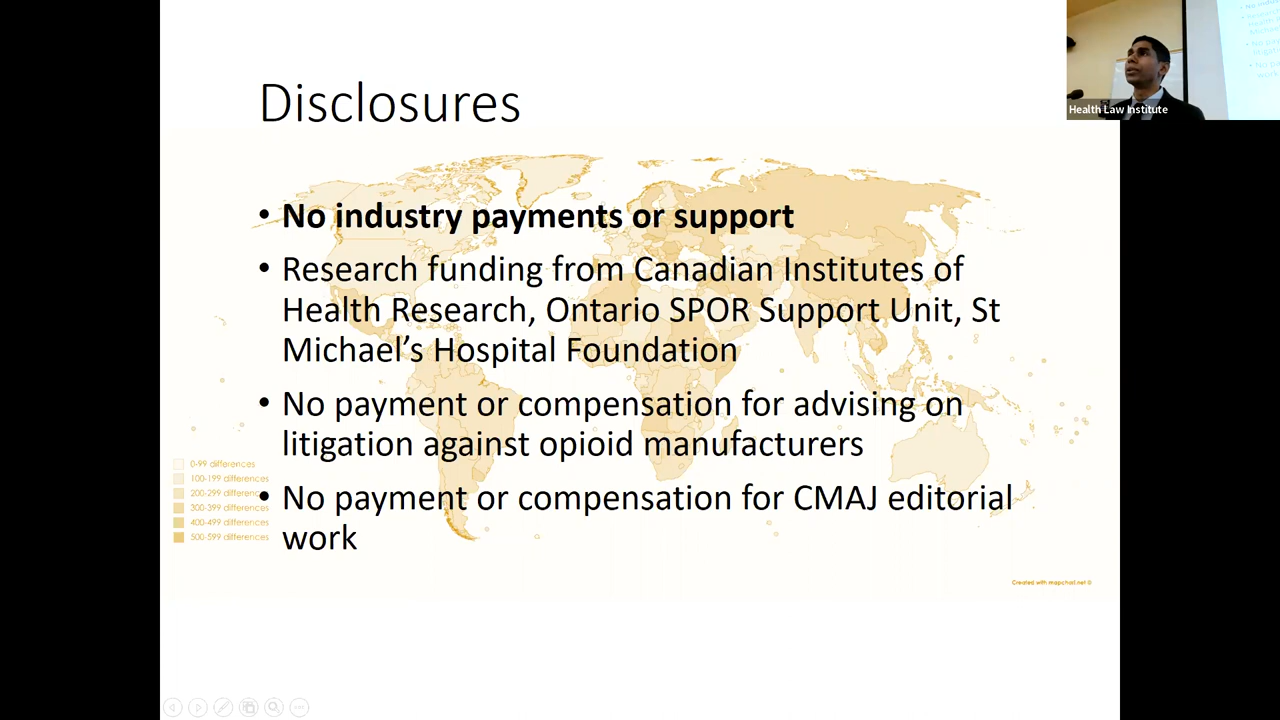 Disclosures
• No industry payments or support
• Research funding from Canadian Institutes of
Health Research, Ontario SPOR Support Unit, St
Michael’s Hospital Foundation
• No payment or compensation for advising on
litigation against opioid manufacturers
• No payment or compensation for CMAJ editorial
work
0-99 differences
100-199 differences
200-299 differences
300-399 differences
400-499 differences
500-599 differences
Created with mapchart.net ©
Health Law Institute